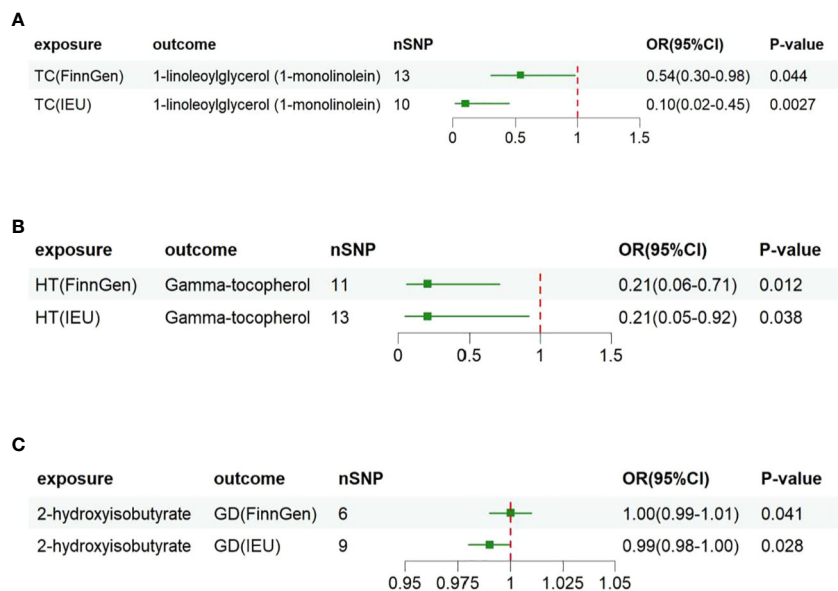 A
exposure outcome nSNP OR(95%CI) P-value
TC(FinnGen) 1-linoleoylglycerol (1-monolinolein) 13 0.54(0.30-0.98) 0.044
TC(IEU) 1-linoleoylglycerol (1-monolinolein) 10 0.10(0.02-0.45) 0.0027
0 0.5 1 1.5
B
exposure outcome nSNP OR(95%CI) P-value
HT(FinnGen) Gamma-tocopherol 11 0.21(0.06-0.71) 0.012
HT(IEU) Gamma-tocopherol 13 0.21(0.05-0.92) 0.038
0 0.5 1 1.5
C
exposure outcome nSNP OR(95%CI) P-value
2-hydroxyisobutyrate GD(FinnGen) 6 1.00(0.99-1.01) 0.041
2-hydroxyisobutyrate GD(IEU) 9 0.99(0.98-1.00) 0.028
0.95 0.975 1 1.025 1.05